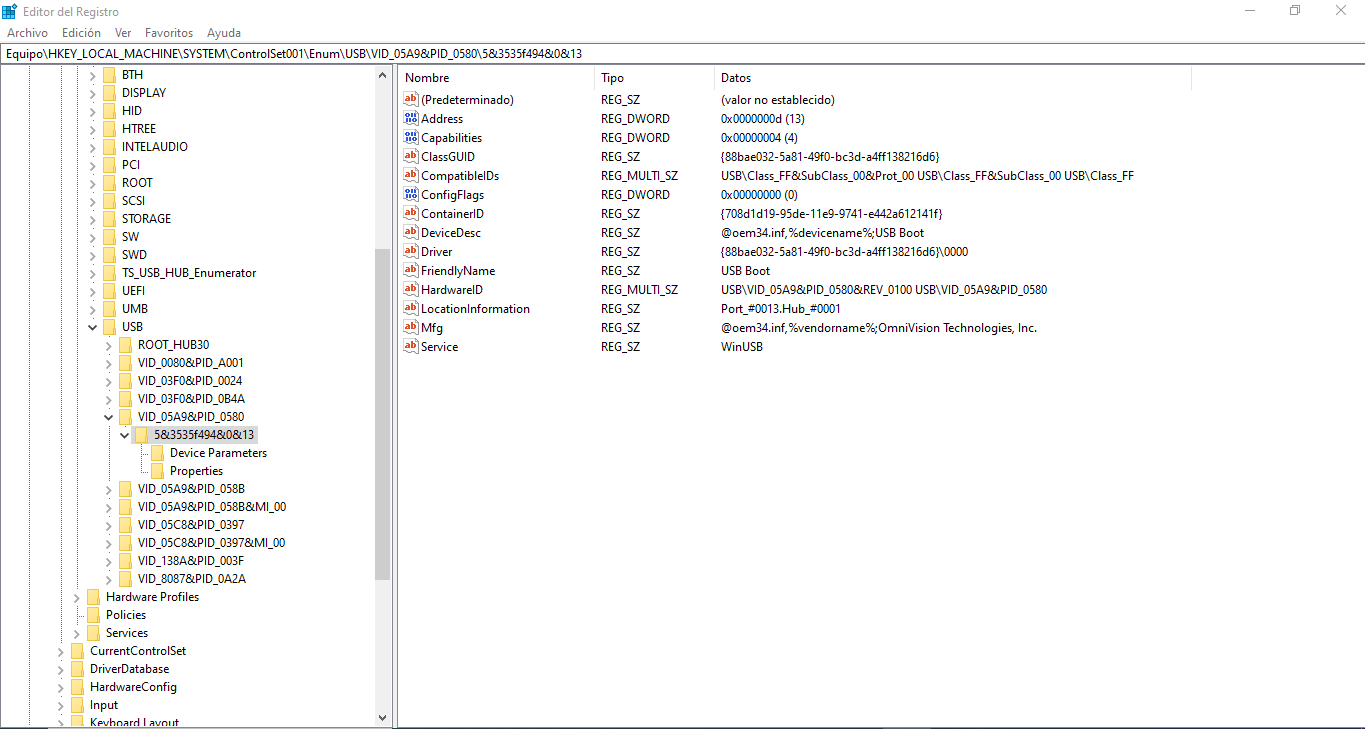 Editor del Registro
Archivo Edición Ver Favoritos Ayuda
Equipo\HKEY_LOCAL_MACHINE\SYSTEM\ControlSet001\Enum\USB\VID_05A9&PID_0580\5&3535f494&0&13
BTH
DISPLAY
HID
HTREE
INTELAUDIO
PCI
ROOT
SCSI
STORAGE
SW
SWD
TS_USB_HUB_Enumerator
UEFI
UMB
USB
ROOT_HUB30
VID_0080&PID_A001
VID_03F0&PID_0024
VID_03F0&PID_0B4A
VID_05A9&PID_0580
5&3535f494&0&13
Device Parameters
Properties
VID_05A9&PID_058B
VID_05A9&PID_058B&MI_00
VID_05C8&PID_0397
VID_05C8&PID_0397&MI_00
VID_138A&PID_003F
VID_8087&PID_0A2A
Hardware Profiles
Policies
Services
CurrentControlSet
DriverDatabase
HardwareConfig
Input
Keyboard Layout
Nombre Tipo Datos
(Predeterminado) REG_SZ (valor no establecido)
Address REG_DWORD 0x0000000d (13)
Capabilities REG_DWORD 0x00000004 (4)
ClassGUID REG_SZ {88bae032-5a81-49f0-bc3d-a4ff138216d6}
CompatibleIDs REG_MULTI_SZ USB\Class_FF&SubClass_00&Prot_00 USB\Class_FF&SubClass_00 USB\Class_FF
ConfigFlags REG_DWORD 0x00000000 (0)
ContainerID REG_SZ {708d1d19-95de-11e9-9741-e442a612141f}
DeviceDesc REG_SZ @oem34.inf,%devicename%;USB Boot
Driver REG_SZ {88bae032-5a81-49f0-bc3d-a4ff138216d6}\0000
FriendlyName REG_SZ USB Boot
HardwareID REG_MULTI_SZ USB\VID_05A9&PID_0580&REV_0100 USB\VID_05A9&PID_0580
LocationInformation REG_SZ Port_#0013.Hub_#0001
Mfg REG_SZ @oem34.inf,%vendorname%;OmniVision Technologies, Inc.
Service REG_SZ WinUSB